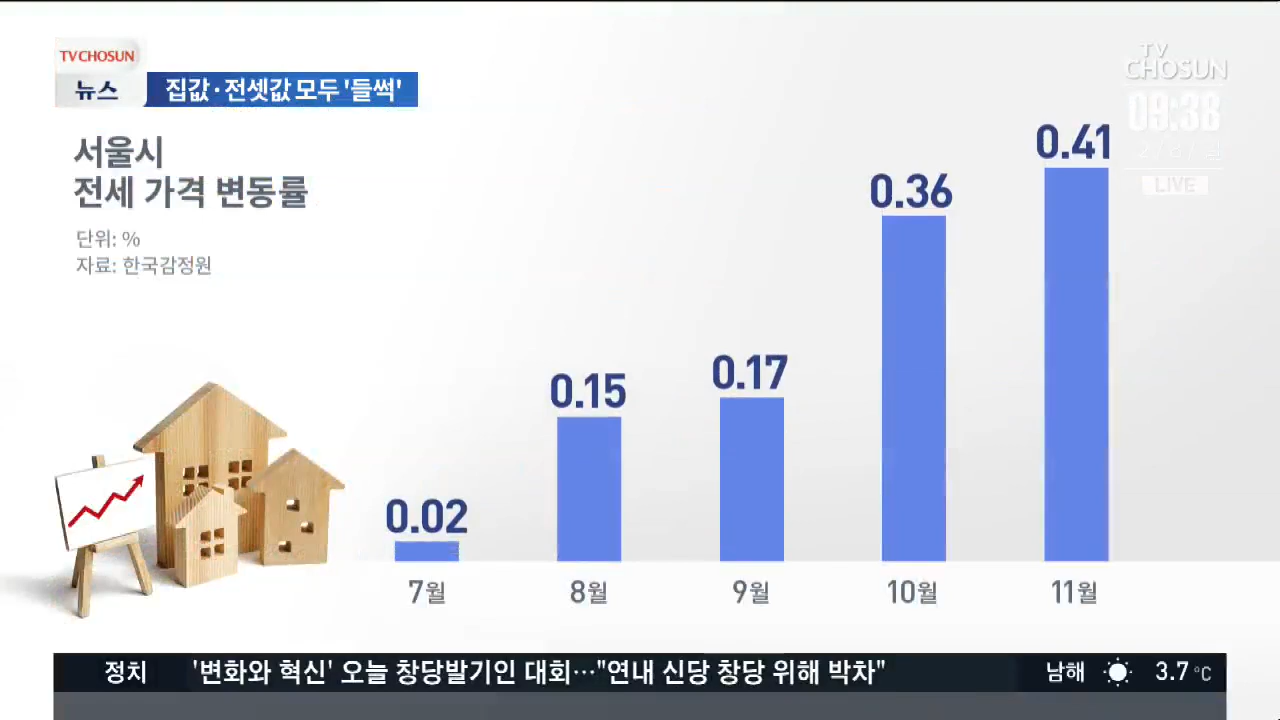 TV CHOSUN
뉴스 집값·전셋값 모두 '들썩'
TV
CHOSUN
09:38
LIVE
서울시
전세 가격 변동률
단위: %
자료: 한국감정원
0.02
0.15
0.17
0.36
0.41
7월
8월
9월
10월
11월
정치 '변화와 혁신' 오늘 창당발기인 대회…"연내 신당 창당 위해 박차" 남해 3.7 °C